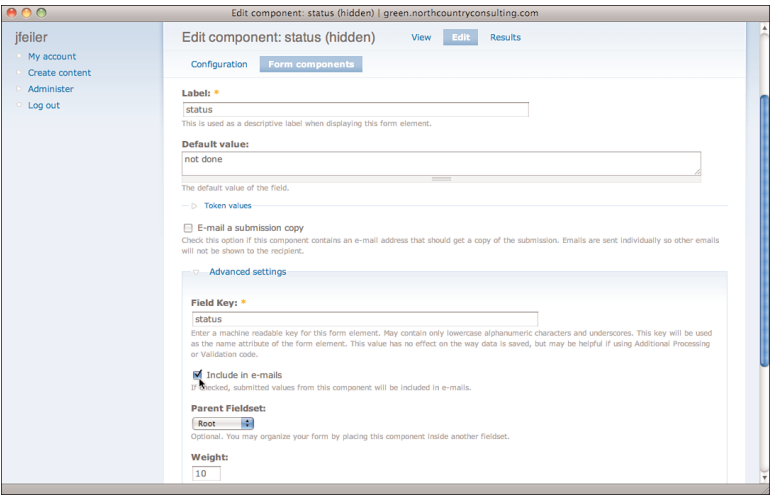 Edit component: status (hidden) | green.northcountryconsulting.com
jfeiler
My account
Create content
Administer
Log out
Edit component: status (hidden)
View
Edit
Results
Configuration
Form components
Label: *
status
This is used as a descriptive label when displaying this form element.
Default value:
not done
The default value of the field.
Token values
E-mail a submission copy
Check this option if this component contains an e-mail address that should get a copy of the submission. Emails are sent individually so other emails
will not be shown to the recipient.
Advanced settings
Field Key: *
status
Enter a machine readable key for this form element. May contain only lowercase alphanumeric characters and underscores. This key will be used
as the name attribute of the form element. This value has no effect on the way data is saved, but may be helpful if using Additional Processing
or Validation code.
Include in e-mails
If checked, submitted values from this component will be included in e-mails.
Parent Fieldset:
Root
Optional. You may organize your form by placing this component inside another fieldset.
Weight:
10